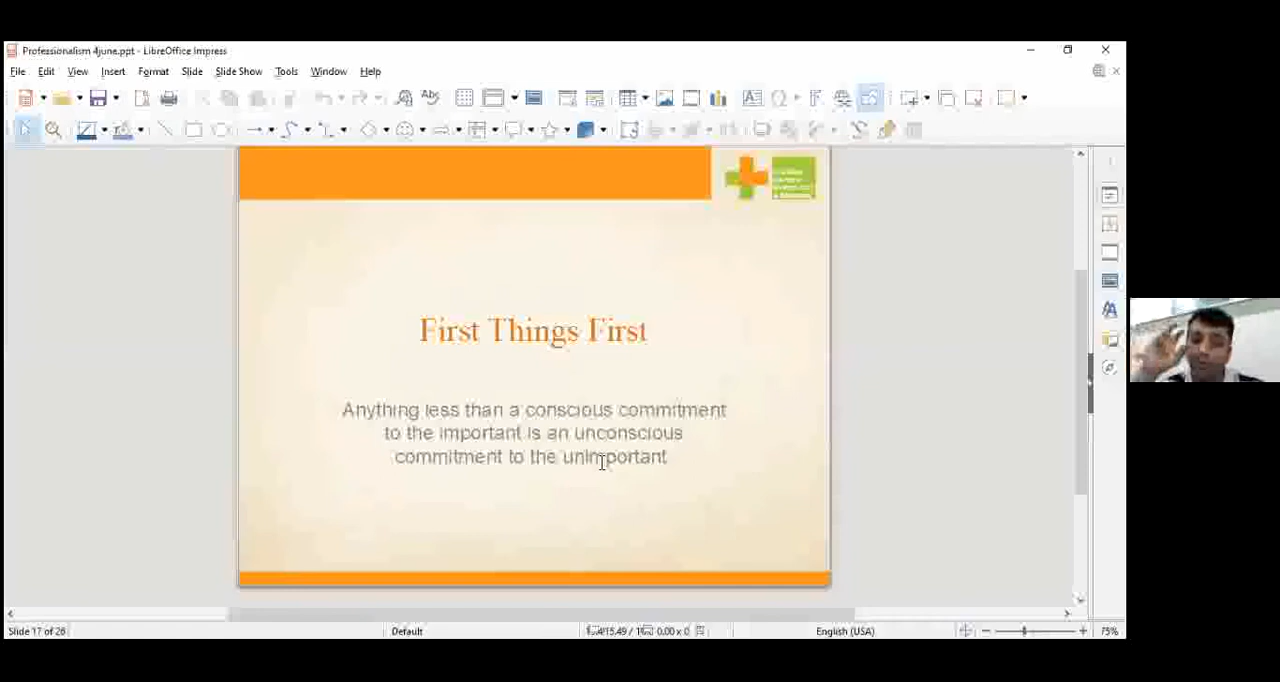 Professionalism 4june.ppt - LibreOffice Impress
File Edit View Insert Format Slide Slide Show Tools Window Help
First Things First
Anything less than a conscious commitment
to the important is an unconscious
commitment to the unimportant
Slide 17 of 26
Default
English (USA)
75%